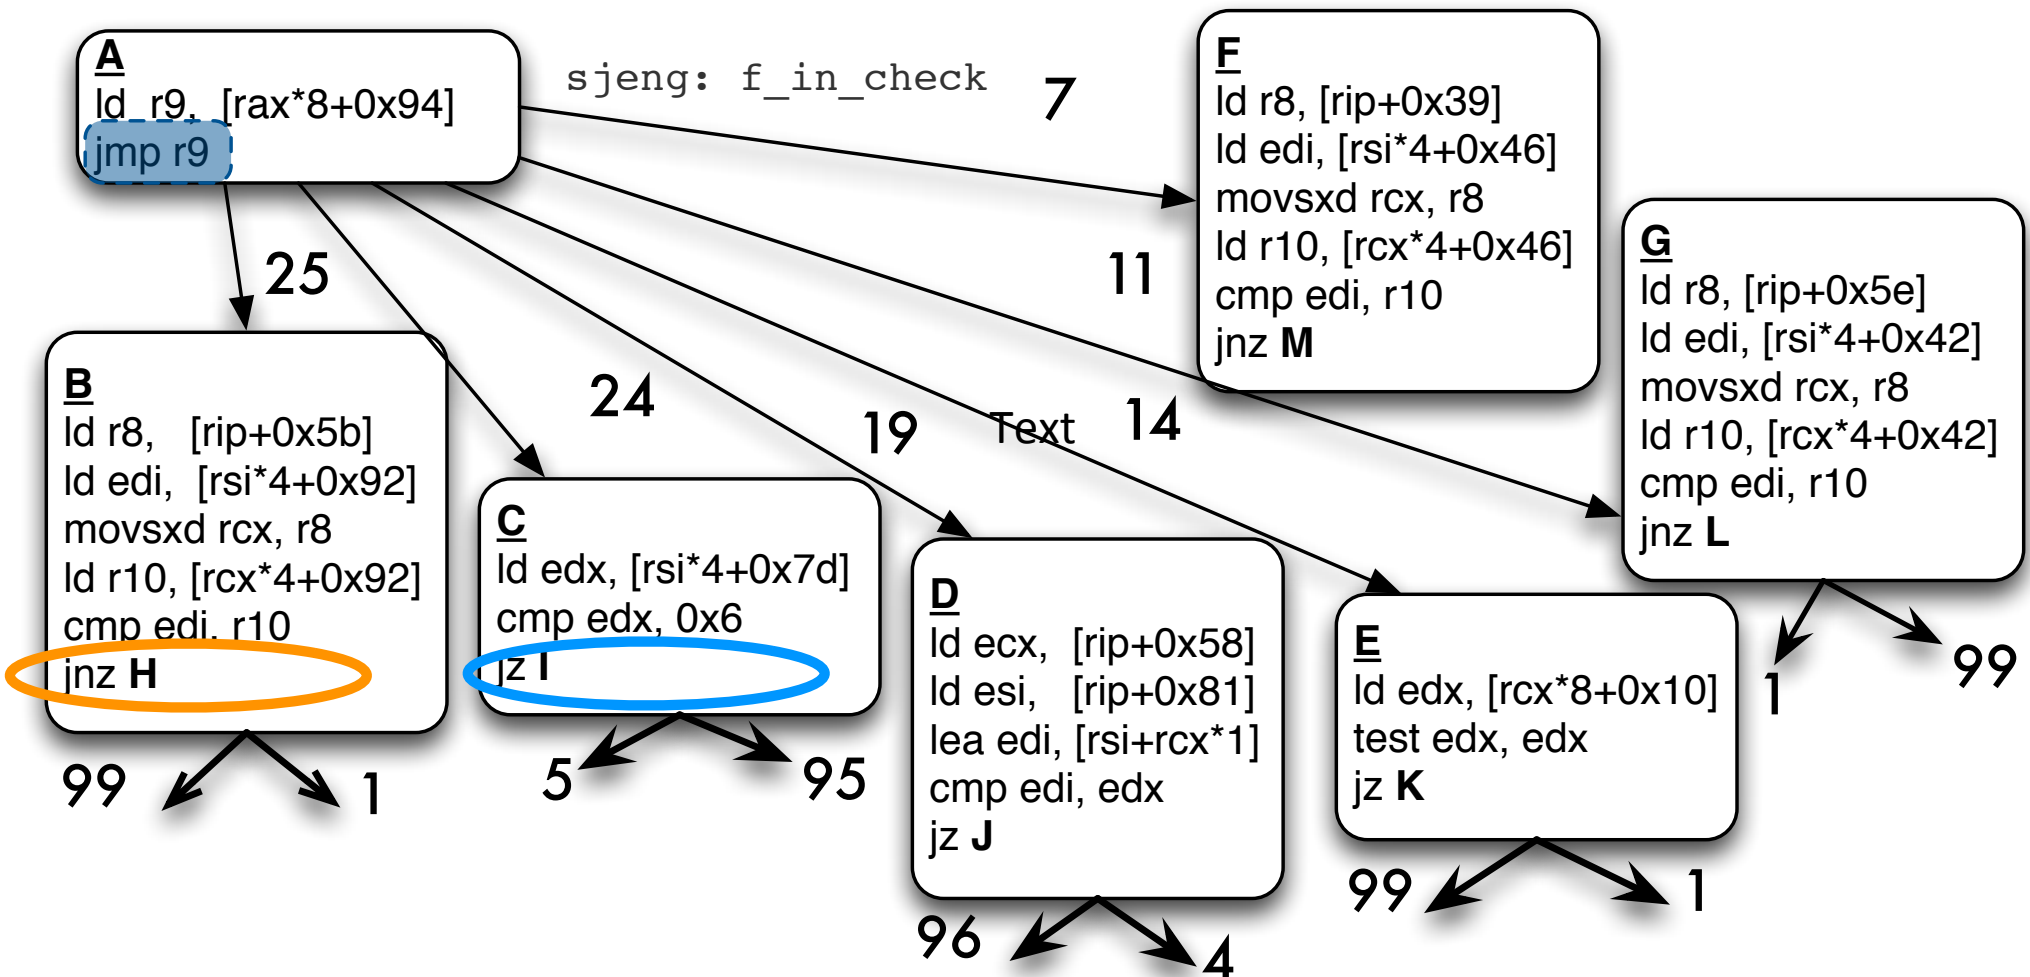 A
ld r9, [rax*8+0x94]
jmp r9
sjeng: f_in_check
7
25
24
19
Text
14
11
F
ld r8, [rip+0x39]
ld edi, [rsi*4+0x46]
movsxd rcx, r8
ld r10, [rcx*4+0x46]
cmp edi, r10
jnz M
G
ld r8, [rip+0x5e]
ld edi, [rsi*4+0x42]
movsxd rcx, r8
ld r10, [rcx*4+0x42]
cmp edi, r10
jnz L
1
99
B
ld r8, [rip+0x5b]
ld edi, [rsi*4+0x92]
movsxd rcx, r8
ld r10, [rcx*4+0x92]
cmp edi, r10
jnz H
99
1
C
ld edx, [rsi*4+0x7d]
cmp edx, 0x6
jz I
5
95
D
ld ecx, [rip+0x58]
ld esi, [rip+0x81]
lea edi, [rsi+rcx*1]
cmp edi, edx
jz J
96
4
E
ld edx, [rcx*8+0x10]
test edx, edx
jz K
99
1